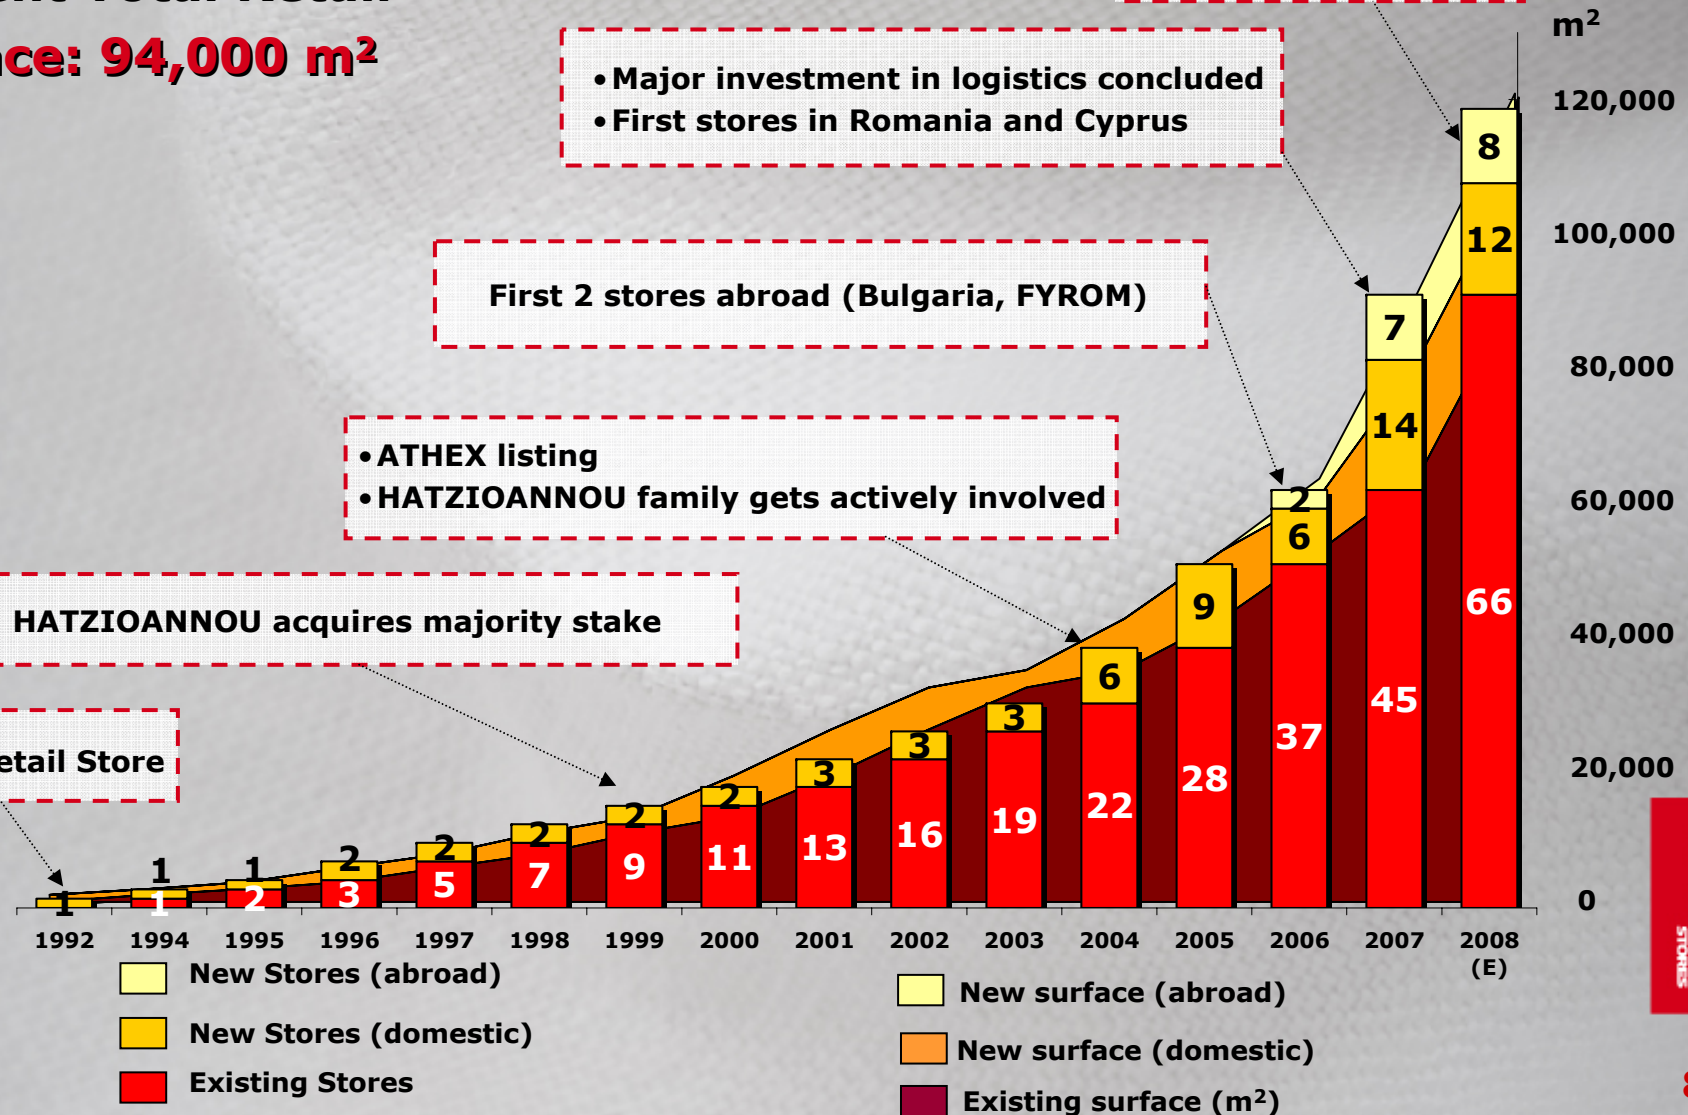 Total Retail
94,000 m²
m²
• Major investment in logistics concluded
• First stores in Romania and Cyprus
First 2 stores abroad (Bulgaria, FYROM)
• ATHEX listing
• HATZIOANNOU family gets actively involved
HATZIOANNOU acquires majority stake
Store
120,000
100,000
80,000
60,000
40,000
20,000
0
8
12
66
7
14
45
2
6
37
9
28
6
22
3
19
3
16
3
13
2
11
2
9
2
7
2
5
2
3
1
2
1
1
1
1992 1994 1995 1996 1997 1998 1999 2000 2001 2002 2003 2004 2005 2006 2007 2008
(E)
New Stores (abroad)
New Stores (domestic)
Existing Stores
New surface (abroad)
New surface (domestic)
Existing surface (m²)
STORES